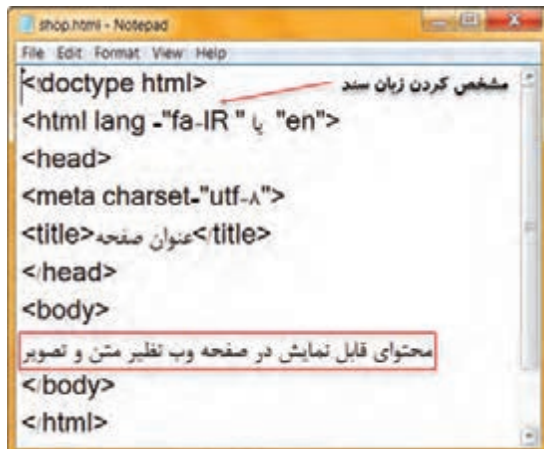 shop.html - Notepad
File Edit Format View Help
<!doctype html>
مشخص کردن زبان سند
<html lang ="fa-IR " یا "en">
<head>
<meta charset="utf-۸">
<title>عنوان صفحه</title>
</head>
<body>
محتوای قابل نمایش در صفحه وب نظیر متن و تصویر
</body>
</html>